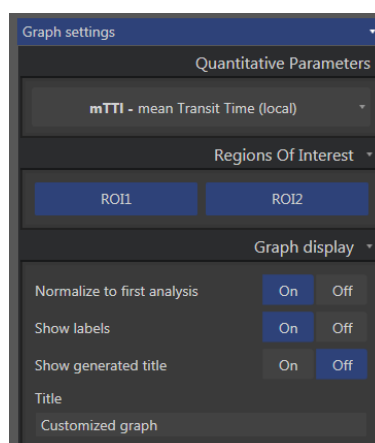 Graph settings
Quantitative Parameters
mTTI - mean Transit Time (local)
Regions Of Interest
ROI1 ROI2
Graph display
Normalize to first analysis On Off
Show labels On Off
Show generated title On Off
Title
Customized graph